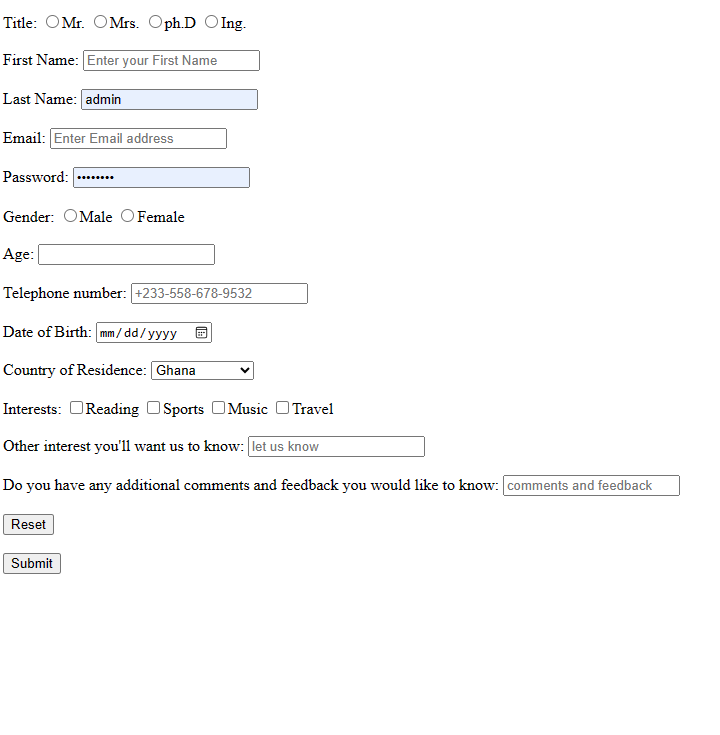 Title: Mr. Mrs. ph.D Ing.
First Name: Enter your First Name
Last Name: admin
Email: Enter Email address
Password: ••••••••
Gender: Male Female
Age:
Telephone number: +233-558-678-9532
Date of Birth: mm/dd/yyyy
Country of Residence: Ghana
Interests: Reading Sports Music Travel
Other interest you'll want us to know: let us know
Do you have any additional comments and feedback you would like to know: comments and feedback
Reset
Submit